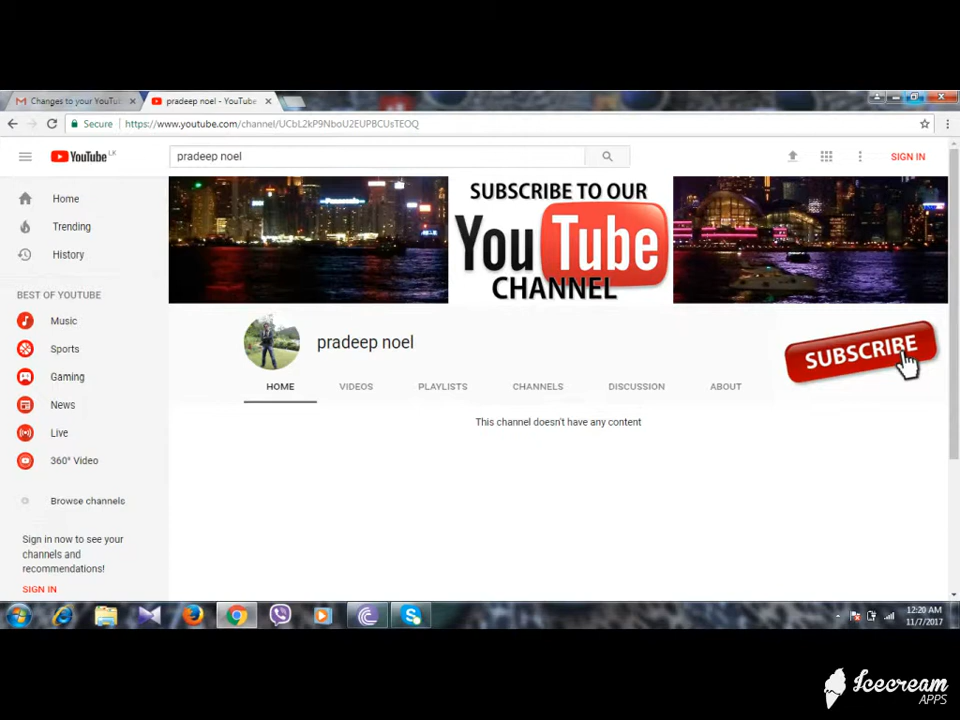 Changes to your YouTu
pradeep noel - YouTube
Secure
https://www.youtube.com/channel/UCbL2kP9NboU2EUPBCUsTEOQ
YouTube LK
pradeep noel
SIGN IN
Home
Trending
History
BEST OF YOUTUBE
Music
Sports
Gaming
News
Live
360° Video
Browse channels
Sign in now to see your
channels and
recommendations!
SIGN IN
Panasonic
SUBSCRIBE TO OUR
YouTube
CHANNEL
pradeep noel
SUBSCRIBE
HOME VIDEOS PLAYLISTS CHANNELS DISCUSSION ABOUT
This channel doesn't have any content
12:20 AM
11/7/2017
Icecream
APPS